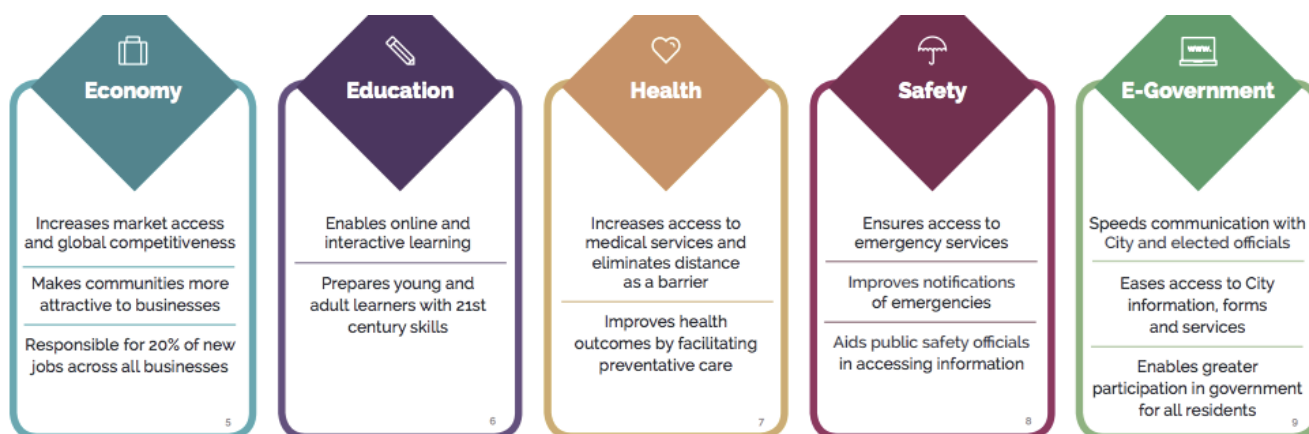 Economy
Increases market access
and global competitiveness
Makes communities more
attractive to businesses
Responsible for 20% of new
jobs across all businesses
5
Education
Enables online and
interactive learning
Prepares young and
adult learners with 21st
century skills
6
Health
Increases access to
medical services and
eliminates distance
as a barrier
Improves health
outcomes by facilitating
preventative care
7
Safety
Ensures access to
emergency services
Improves notifications
of emergencies
Aids public safety officials
in accessing information
8
www.
E-Government
Speeds communication with
City and elected officials
Eases access to City
information, forms
and services
Enables greater
participation in government
for all residents
9